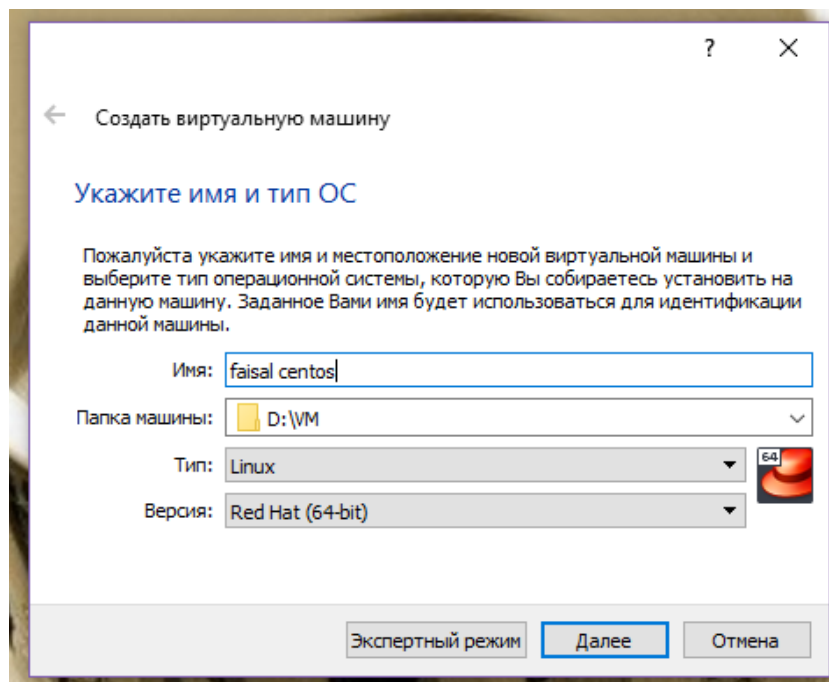 ?
Создать виртуальную машину
Укажите имя и тип ОС
Пожалуйста укажите имя и местоположение новой виртуальной машины и
выберите тип операционной системы, которую Вы собираетесь установить на
данную машину. Заданное Вами имя будет использоваться для идентификации
данной машины.
Имя: faisal centos
Папка машины: D:\VM
Тип: Linux
64
Версия: Red Hat (64-bit)
Экспертный режим Далее Отмена